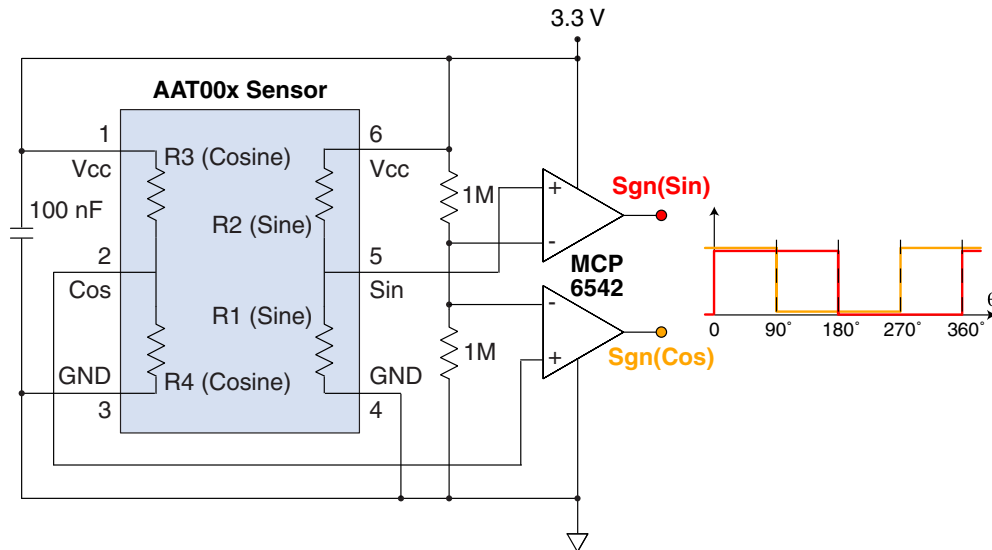 3.3 V
AAT00x Sensor
1
Vcc
R3 (Cosine)
6
Vcc
100 nF
R2 (Sine)
1M
+
-
Sgn(Sin)
2
Cos
5
Sin
MCP
6542
R1 (Sine)
-
+
1M
Sgn(Cos)
GND
3
R4 (Cosine)
GND
4
θ
0 90° 180° 270° 360°